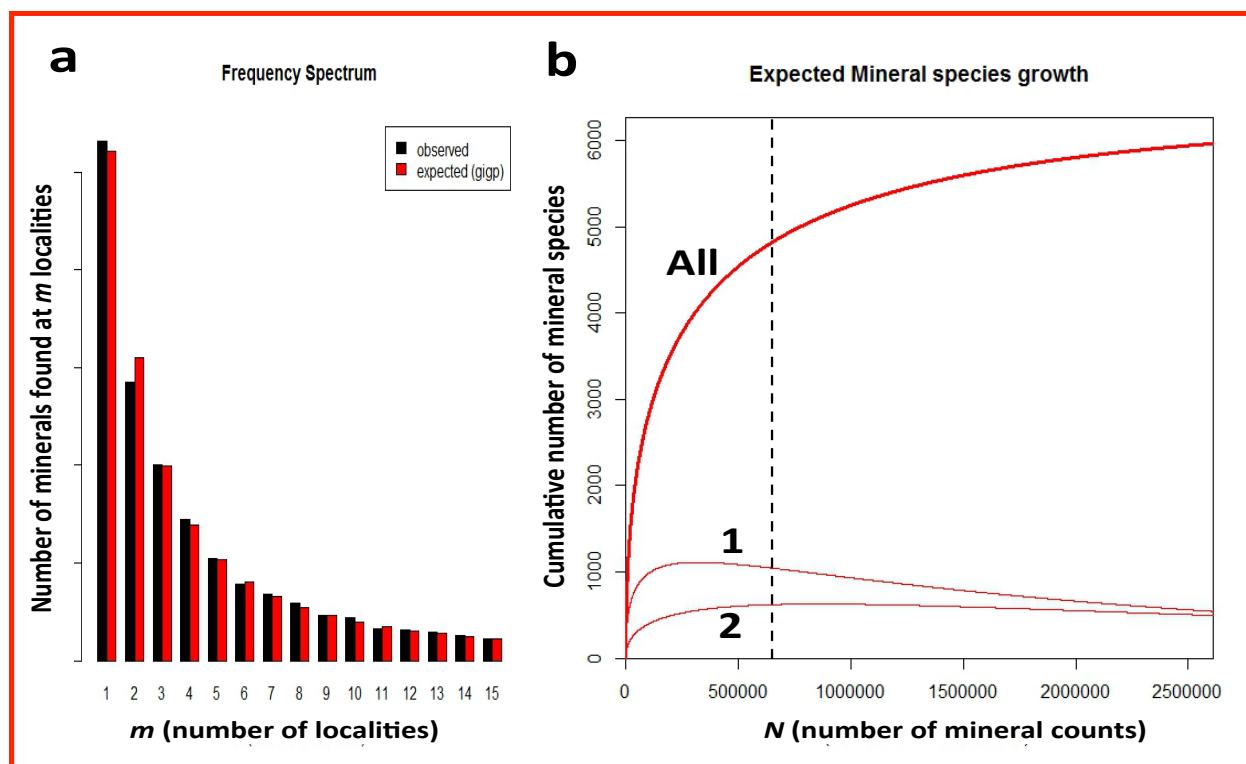 a
Frequency Spectrum
observed
expected (gigp)
Number of minerals found at m localities
1 2 3 4 5 6 7 8 9 10 11 12 13 14 15
m (number of localities)
b
Expected Mineral species growth
Cumulative number of mineral species
6000
5000
4000
3000
2000
1000
0
All
1
2
0 500000 1000000 1500000 2000000 2500000
N (number of mineral counts)